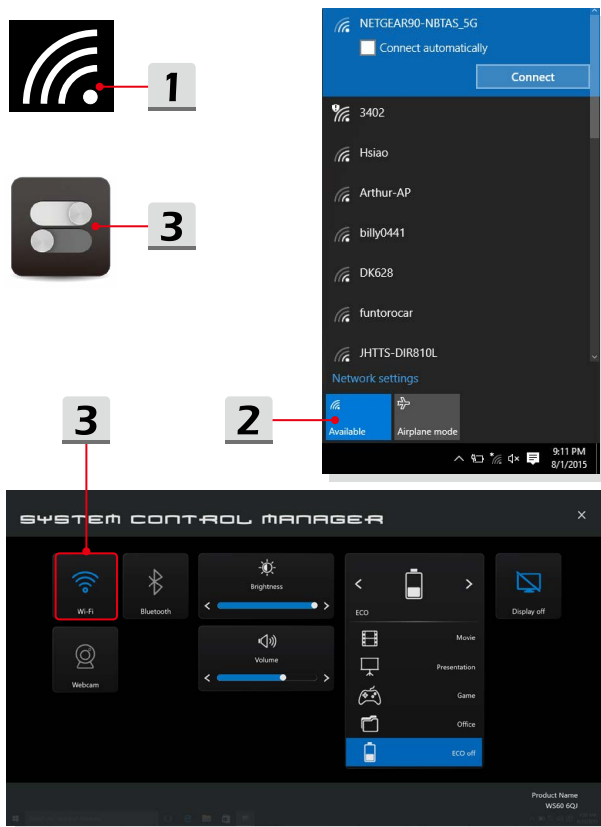 1
3
NETGEAR90-NBTAS_5G
Connect automatically
Connect
3402
Hsiao
Arthur-AP
billy0441
DK628
funtorocar
JHTTS-DIR810L
Network settings
2
Available
Airplane mode
9:11 PM
8/1/2015
3
SYSTEM CONTROL MANAGER
Wi-Fi
Bluetooth
Brightness
ECO
Display off
Webcam
Volume
Movie
Presentation
Game
Office
ECO off
Product Name
WS60 6QJ